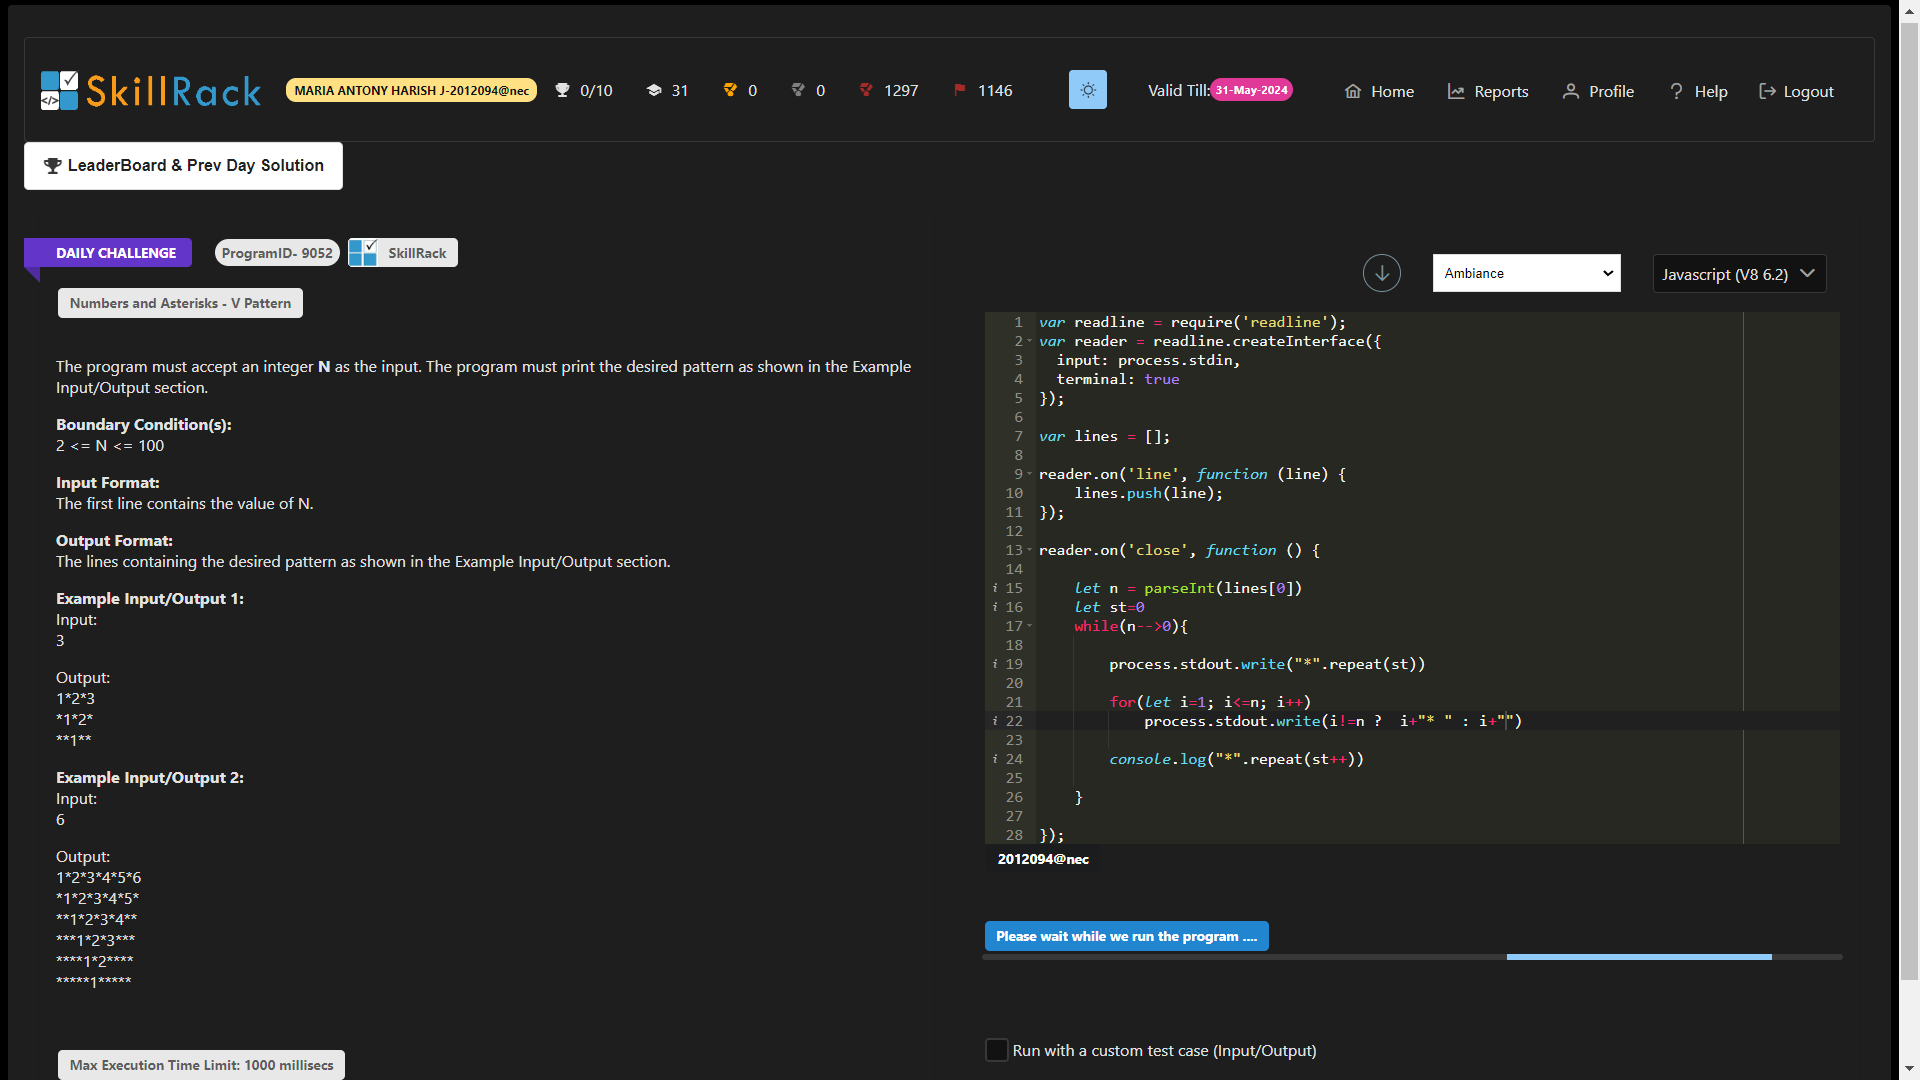 SkillRack
MARIA ANTONY HARISH J-2012094@nec
0/10
31
0
0
1297
1146
Valid Till: 31-May-2024
Home
Reports
Profile
Help
Logout
LeaderBoard & Prev Day Solution
DAILY CHALLENGE
ProgramID- 9052
SkillRack
Numbers and Asterisks - V Pattern
The program must accept an integer N as the input. The program must print the desired pattern as shown in the Example
Input/Output section.
Boundary Condition(s):
2 <= N <= 100
Input Format:
The first line contains the value of N.
Output Format:
The lines containing the desired pattern as shown in the Example Input/Output section.
Example Input/Output 1:
Input:
3
Output:
1*2*3
*1*2*
**1**
Example Input/Output 2:
Input:
6
Output:
1*2*3*4*5*6
*1*2*3*4*5*
**1*2*3*4**
***1*2*3***
****1*2****
*****1*****
Max Execution Time Limit: 1000 millisecs
Ambiance
Javascript (V8 6.2)
1 var readline = require('readline');
2 var reader = readline.createInterface({
3   input: process.stdin,
4   terminal: true
5 });
6
7 var lines = [];
8
9 reader.on('line', function (line) {
10     lines.push(line);
11 });
12
13 reader.on('close', function () {
14
i 15     let n = parseInt(lines[0])
i 16     let st=0
17     while(n-->0){
18
i 19         process.stdout.write("*".repeat(st))
20
21         for(let i=1; i<=n; i++)
i 22             process.stdout.write(i!=n ?  i+"* " : i+"")
23
i 24         console.log("*".repeat(st++))
25
26     }
27
28 });
2012094@nec
Please wait while we run the program ....
Run with a custom test case (Input/Output)